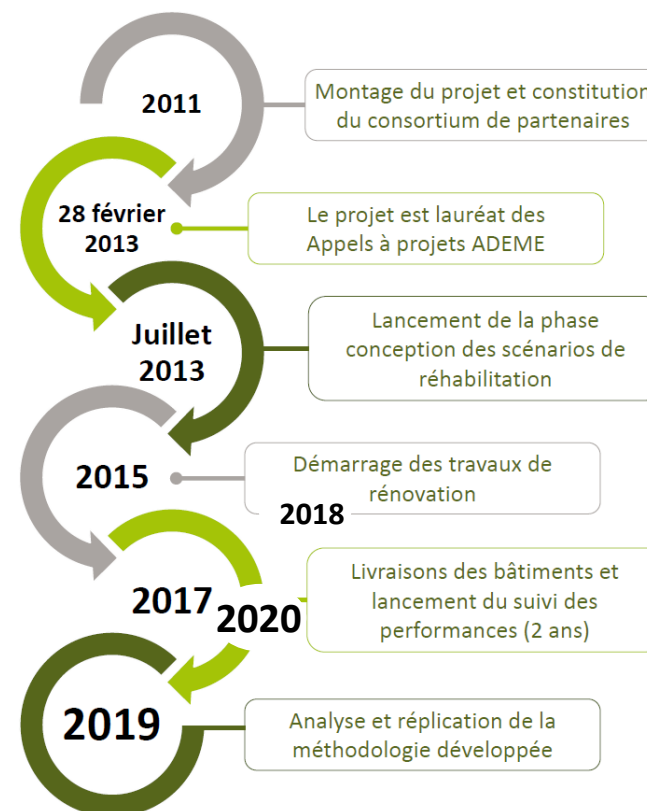 2011
Montage du projet et constitution
du consortium de partenaires
28 février
2013
Le projet est lauréat des
Appels à projets ADEME
Juillet
2013
Lancement de la phase
conception des scénarios de
réhabilitation
2015
Démarrage des travaux de
rénovation
2018
2017
2020
Livraisons des bâtiments et
lancement du suivi des
performances (2 ans)
2019
Analyse et réplication de la
méthodologie développée